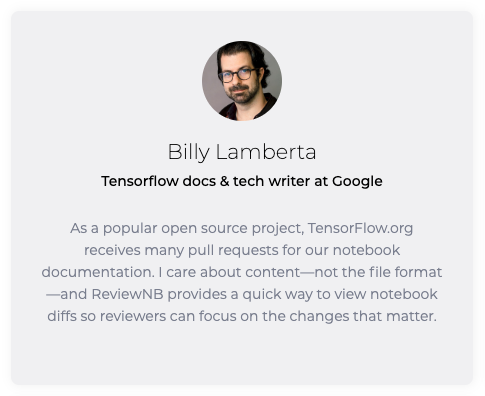 Billy Lamberta
Tensorflow docs & tech writer at Google
As a popular open source project, TensorFlow.org
receives many pull requests for our notebook
documentation. I care about content—not the file format
—and ReviewNB provides a quick way to view notebook
diffs so reviewers can focus on the changes that matter.